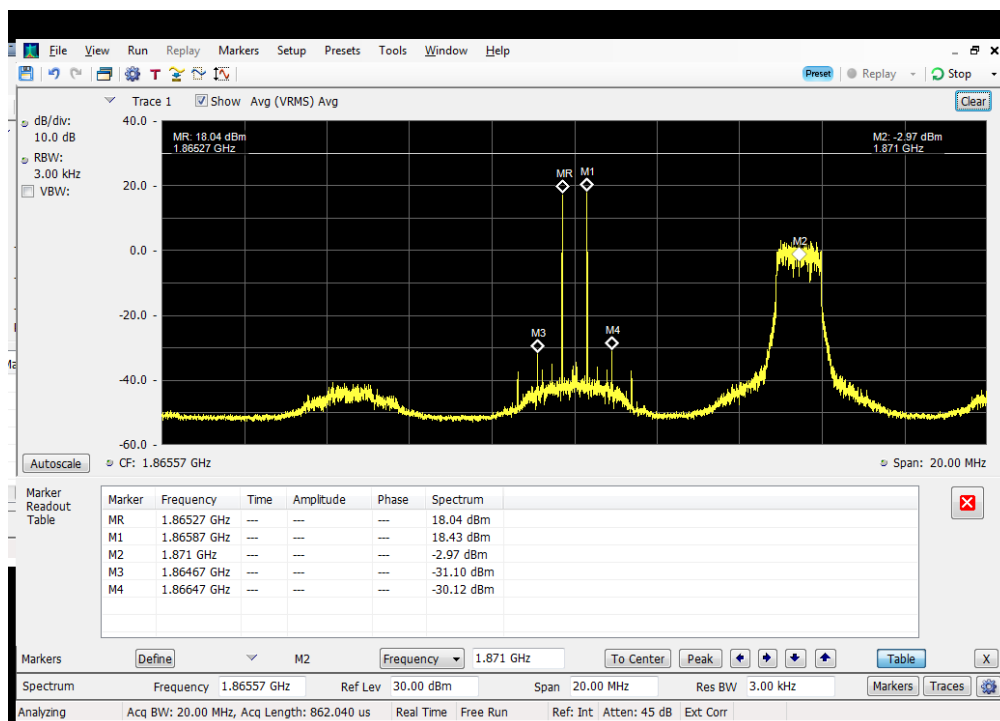 File View Run Replay Markers Setup Presets Tools Window Help
Preset Replay Stop
Trace 1 Show Avg (VRMS) Avg Clear
dB/div:
10.0 dB
RBW:
3.00 kHz
VBW:
40.0
20.0
0.0
-20.0
-40.0
-60.0
MR: 18.04 dBm
1.86527 GHz
M2: -2.97 dBm
1.871 GHz
MR M1
M2
M3 M4
Autoscale CF: 1.86557 GHz Span: 20.00 MHz
Marker
Readout
Table
Marker Frequency Time Amplitude Phase Spectrum
MR 1.86527 GHz --- --- --- 18.04 dBm
M1 1.86587 GHz --- --- --- 18.43 dBm
M2 1.871 GHz --- --- --- -2.97 dBm
M3 1.86467 GHz --- --- --- -31.10 dBm
M4 1.86647 GHz --- --- --- -30.12 dBm
Markers Define M2 Frequency 1.871 GHz To Center Peak Table X
Spectrum Frequency 1.86557 GHz Ref Lev 30.00 dBm Span 20.00 MHz Res BW 3.00 kHz Markers Traces
Analyzing Acq BW: 20.00 MHz, Acq Length: 862.040 us Real Time Free Run Ref: Int Atten: 45 dB Ext Corr